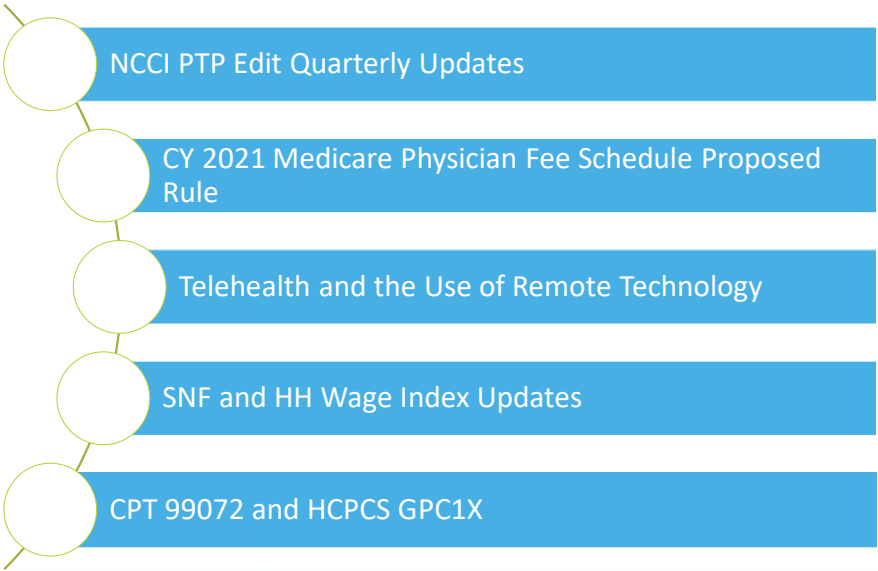 NCCI PTP Edit Quarterly Updates
CY 2021 Medicare Physician Fee Schedule Proposed
Rule
Telehealth and the Use of Remote Technology
SNF and HH Wage Index Updates
CPT 99072 and HCPCS GPC1X